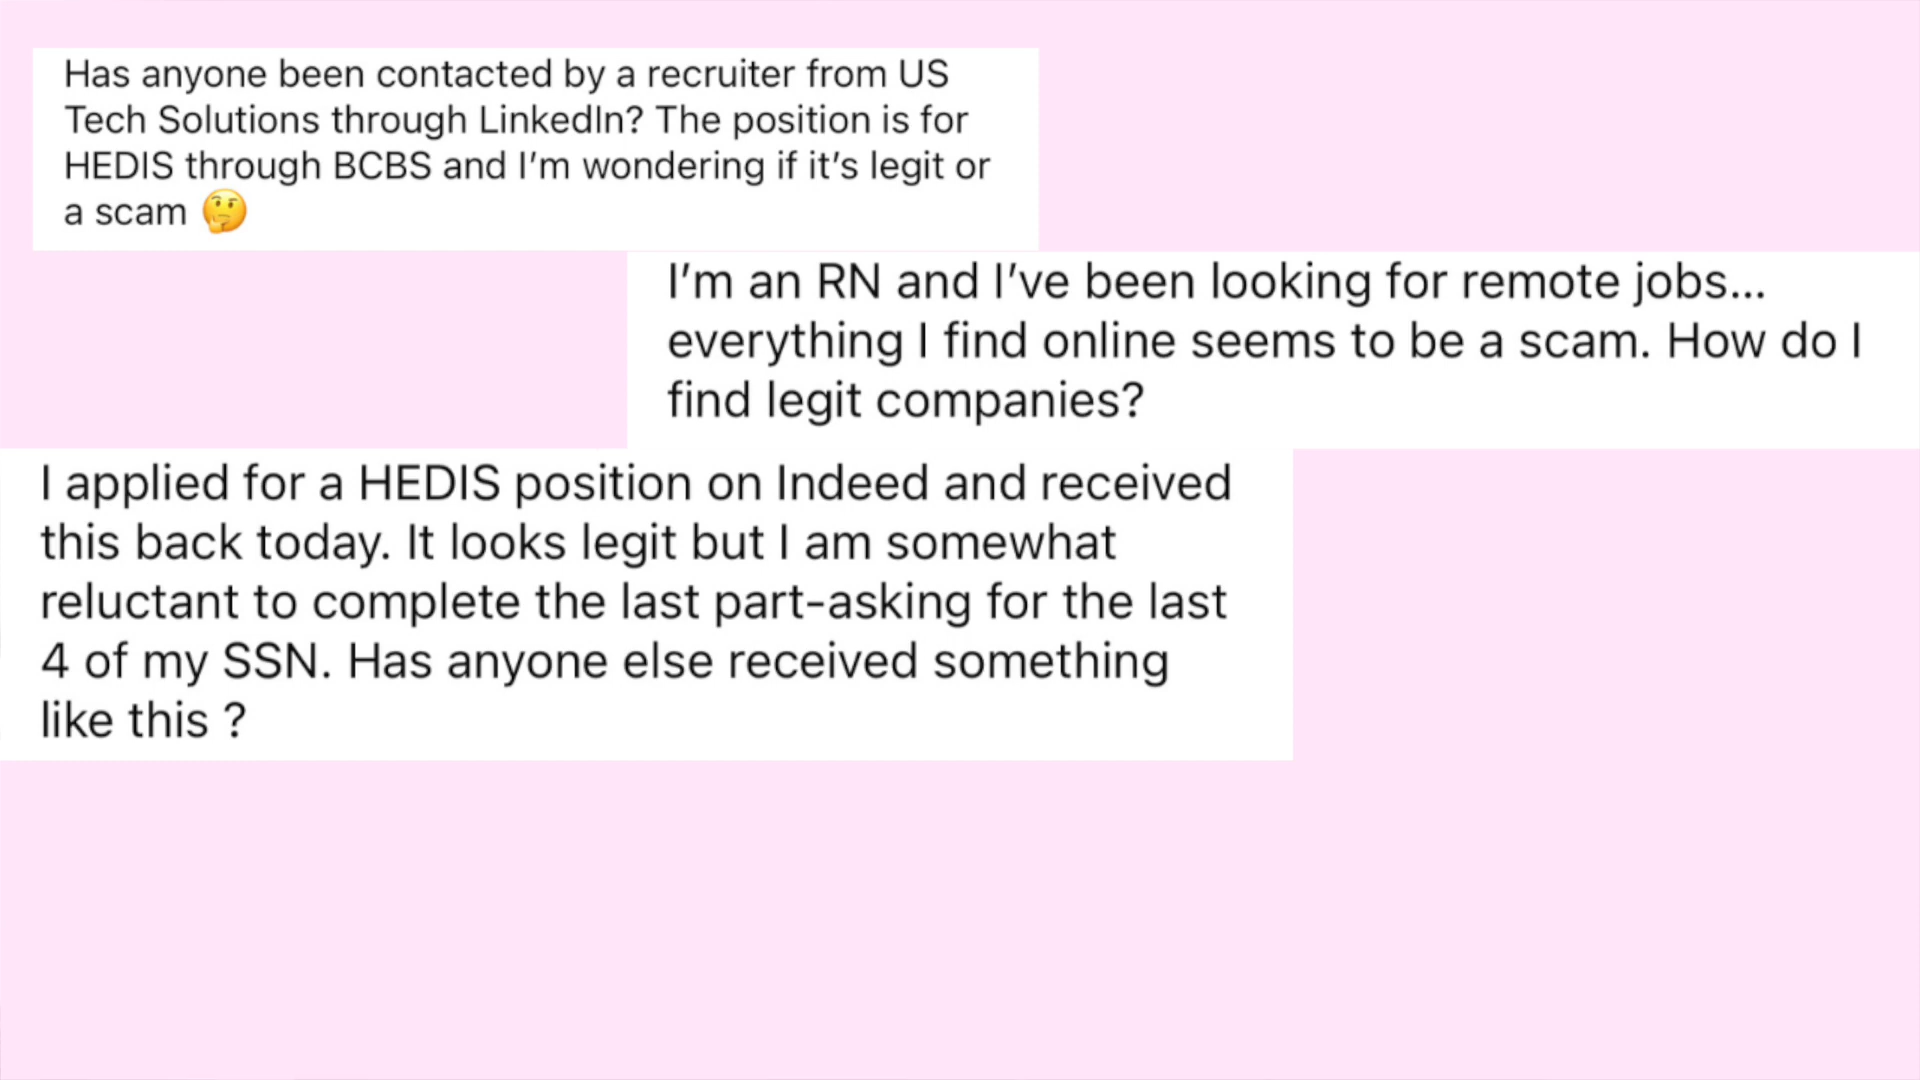 Has anyone been contacted by a recruiter from US
Tech Solutions through LinkedIn? The position is for
HEDIS through BCBS and I’m wondering if it’s legit or
a scam 🤔
I’m an RN and I’ve been looking for remote jobs...
everything I find online seems to be a scam. How do I
find legit companies?
I applied for a HEDIS position on Indeed and received
this back today. It looks legit but I am somewhat
reluctant to complete the last part-asking for the last
4 of my SSN. Has anyone else received something
like this ?